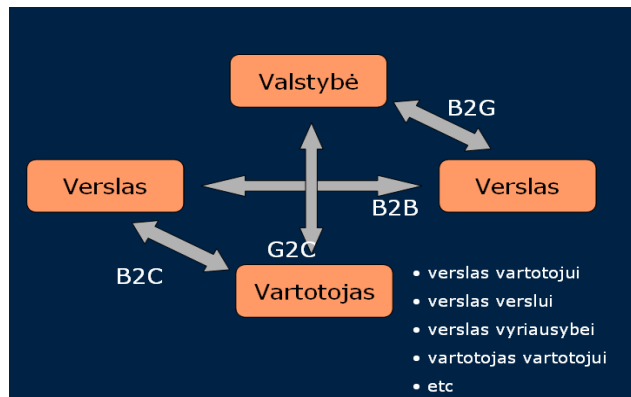 Valstybė
B2G
Verslas
Verslas
B2B
G2C
B2C
Vartotojas
• verslas vartotojui
• verslas verslui
• verslas vyriausybei
• vartotojas vartotojui
• etc